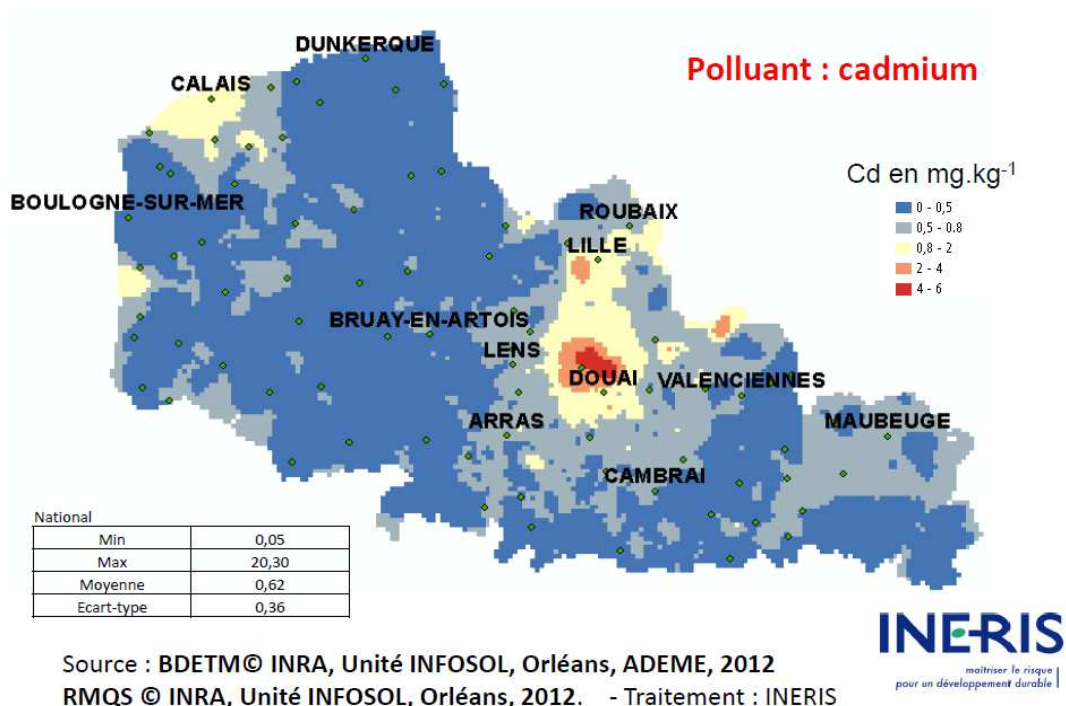 DUNKERQUE
Polluant : cadmium
CALAIS
Cd en mg.kg-1
0 - 0,5
0,5 - 0.8
0,8 - 2
2 - 4
4 - 6
BOULOGNE-SUR-MER
ROUBAIX
LILLE
BRUAY-EN-ARTOIS
LENS
DOUAI
VALENCIENNES
ARRAS
MAUBEUGE
CAMBRAI
National
Min 0,05
Max 20,30
Moyenne 0,62
Ecart-type 0,36
INERIS
maîtriser le risque
pour un développement durable
Source : BDETM© INRA, Unité INFOSOL, Orléans, ADEME, 2012
RMQS © INRA, Unité INFOSOL, Orléans, 2012. - Traitement : INERIS